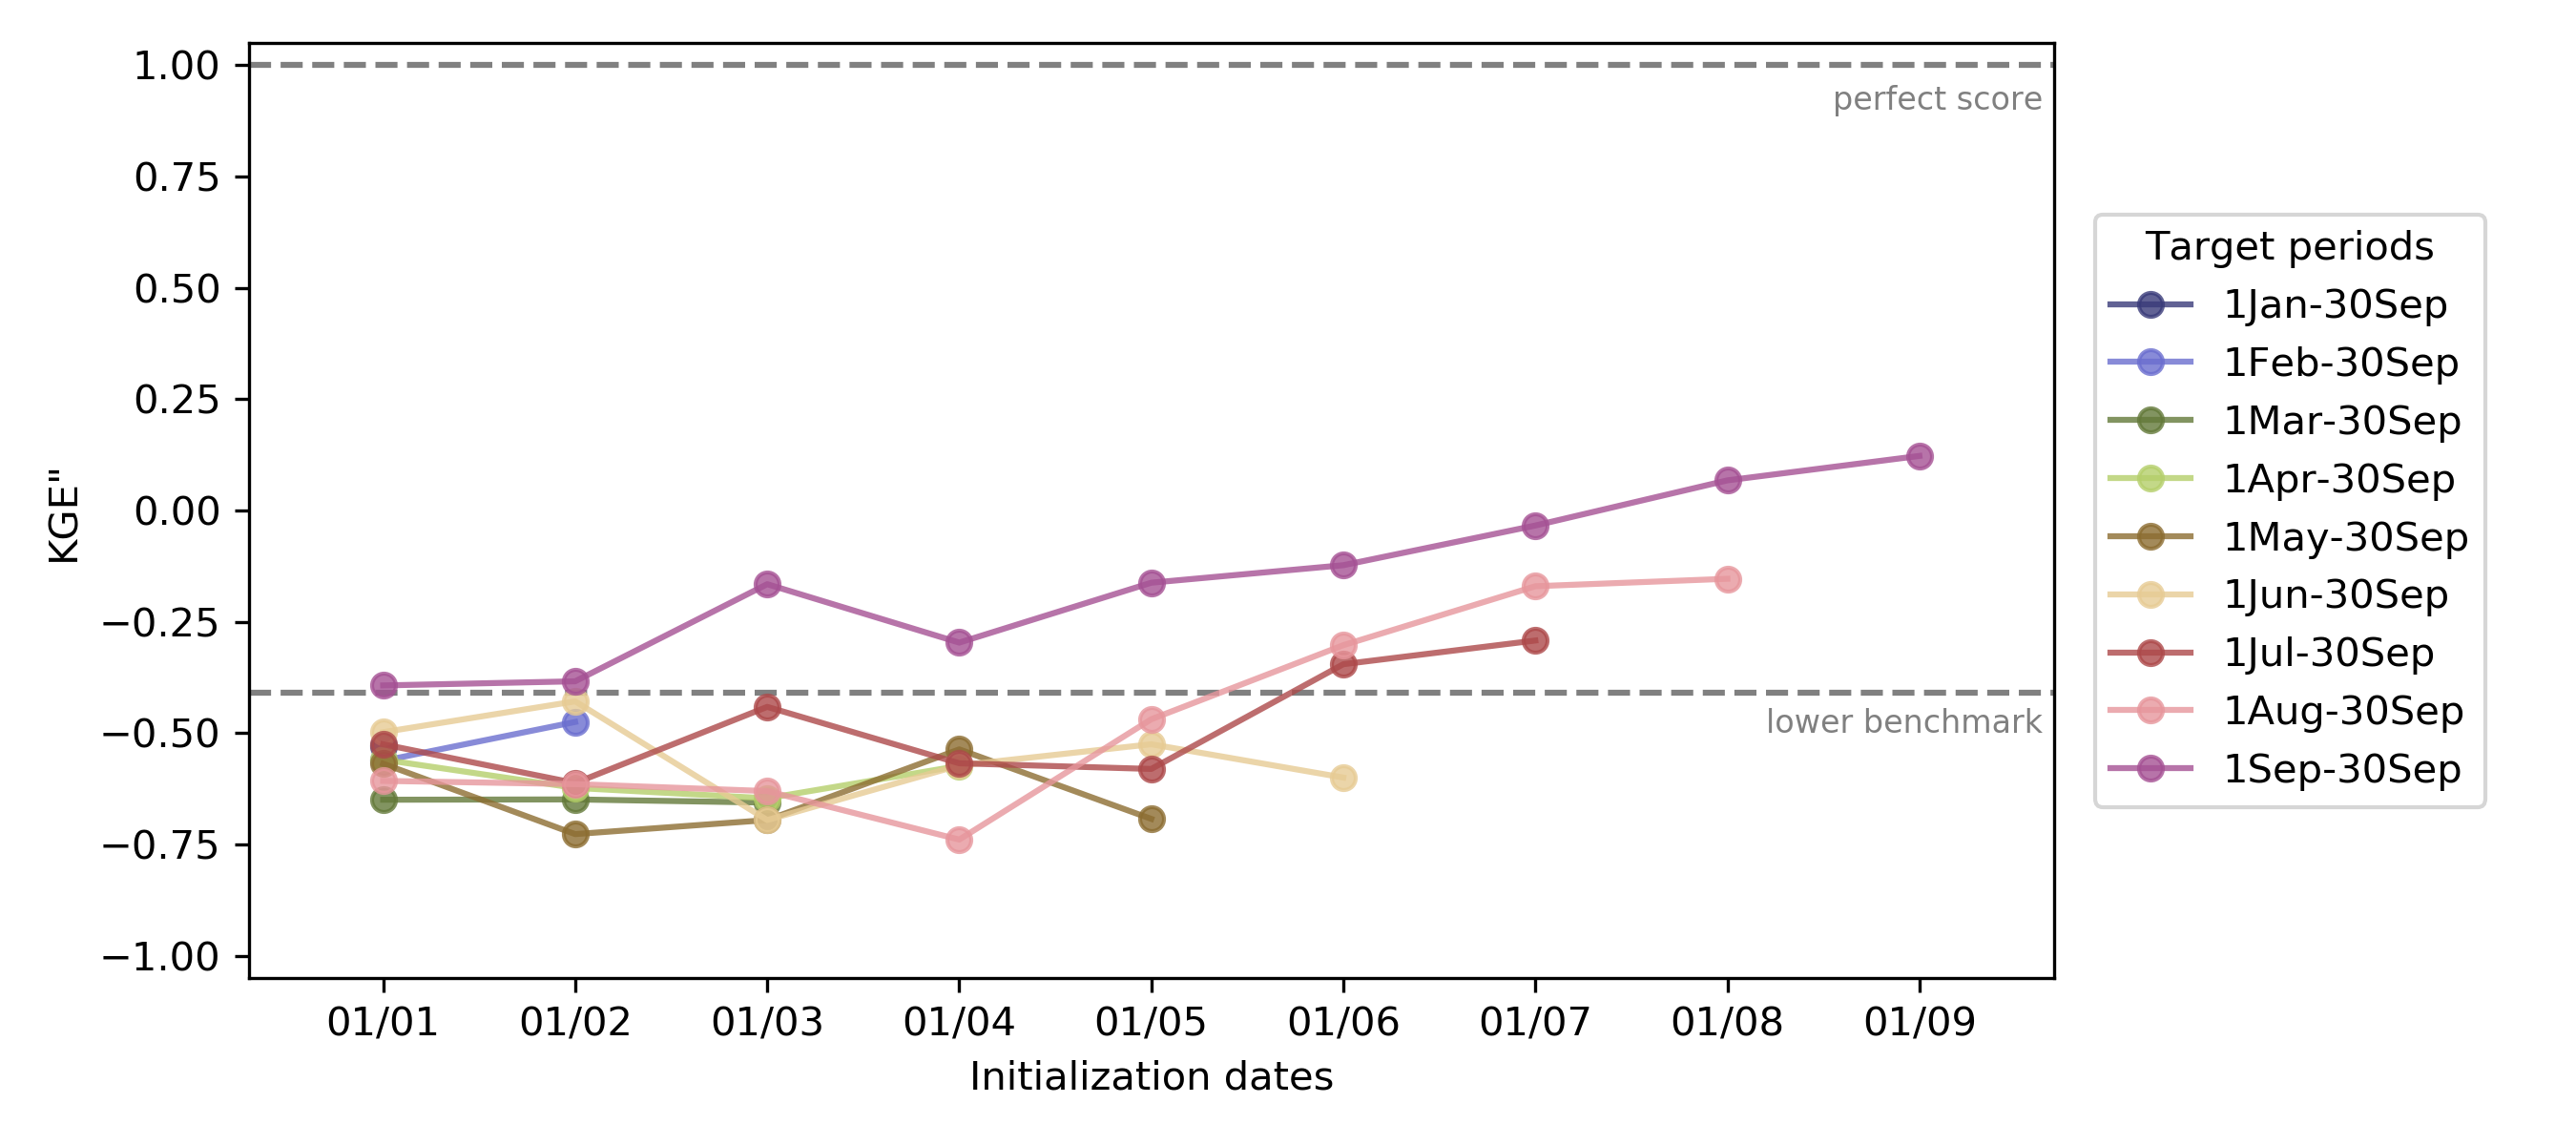 1.00
0.75
0.50
0.25
0.00
−0.25
−0.50
−0.75
−1.00
KGE"
perfect score
lower benchmark
01/01 01/02 01/03 01/04 01/05 01/06 01/07 01/08 01/09
Initialization dates
Target periods
1Jan-30Sep
1Feb-30Sep
1Mar-30Sep
1Apr-30Sep
1May-30Sep
1Jun-30Sep
1Jul-30Sep
1Aug-30Sep
1Sep-30Sep